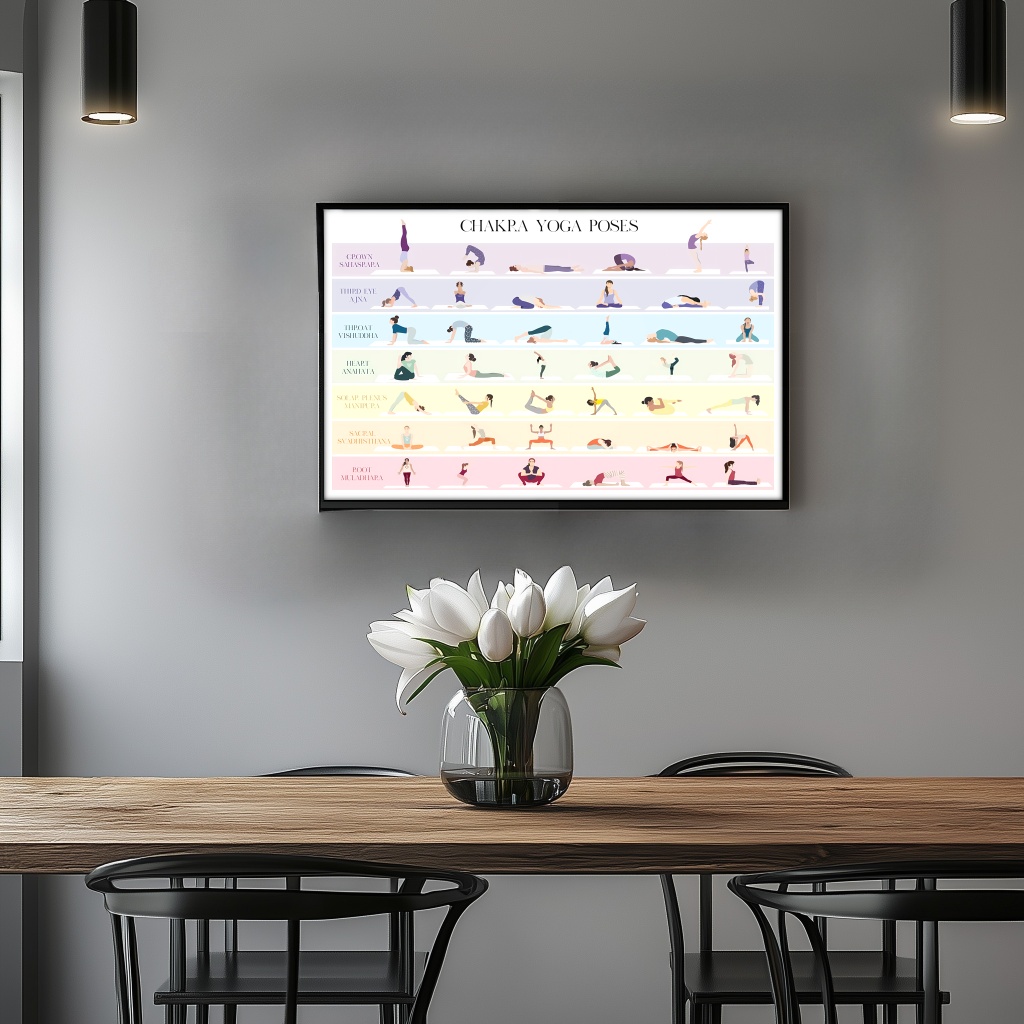 CHAKRA YOGA POSES
CROWN
SAHASRARA
THIRD EYE
AJNA
THROAT
VISHUDDHA
HEART
ANAHATA
SOLAR PLEXUS
MANIPURA
SACRAL
SVADHISTHANA
ROOT
MULADHARA